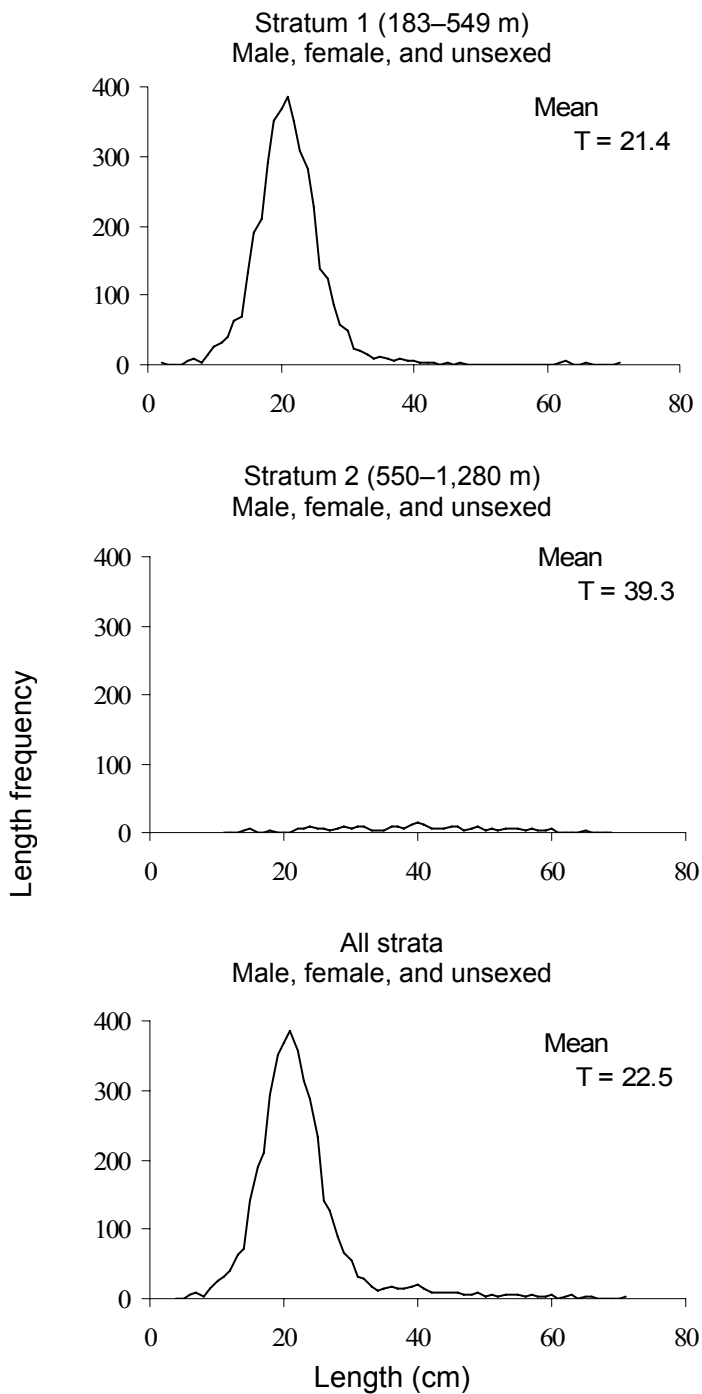 Stratum 1 (183–549 m)
Male, female, and unsexed
400
300
200
100
0
0 20 40 60 80
Mean
T = 21.4
Stratum 2 (550–1,280 m)
Male, female, and unsexed
400
300
200
100
0
0 20 40 60 80
Mean
T = 39.3
Length frequency
All strata
Male, female, and unsexed
400
300
200
100
0
0 20 40 60 80
Mean
T = 22.5
Length (cm)